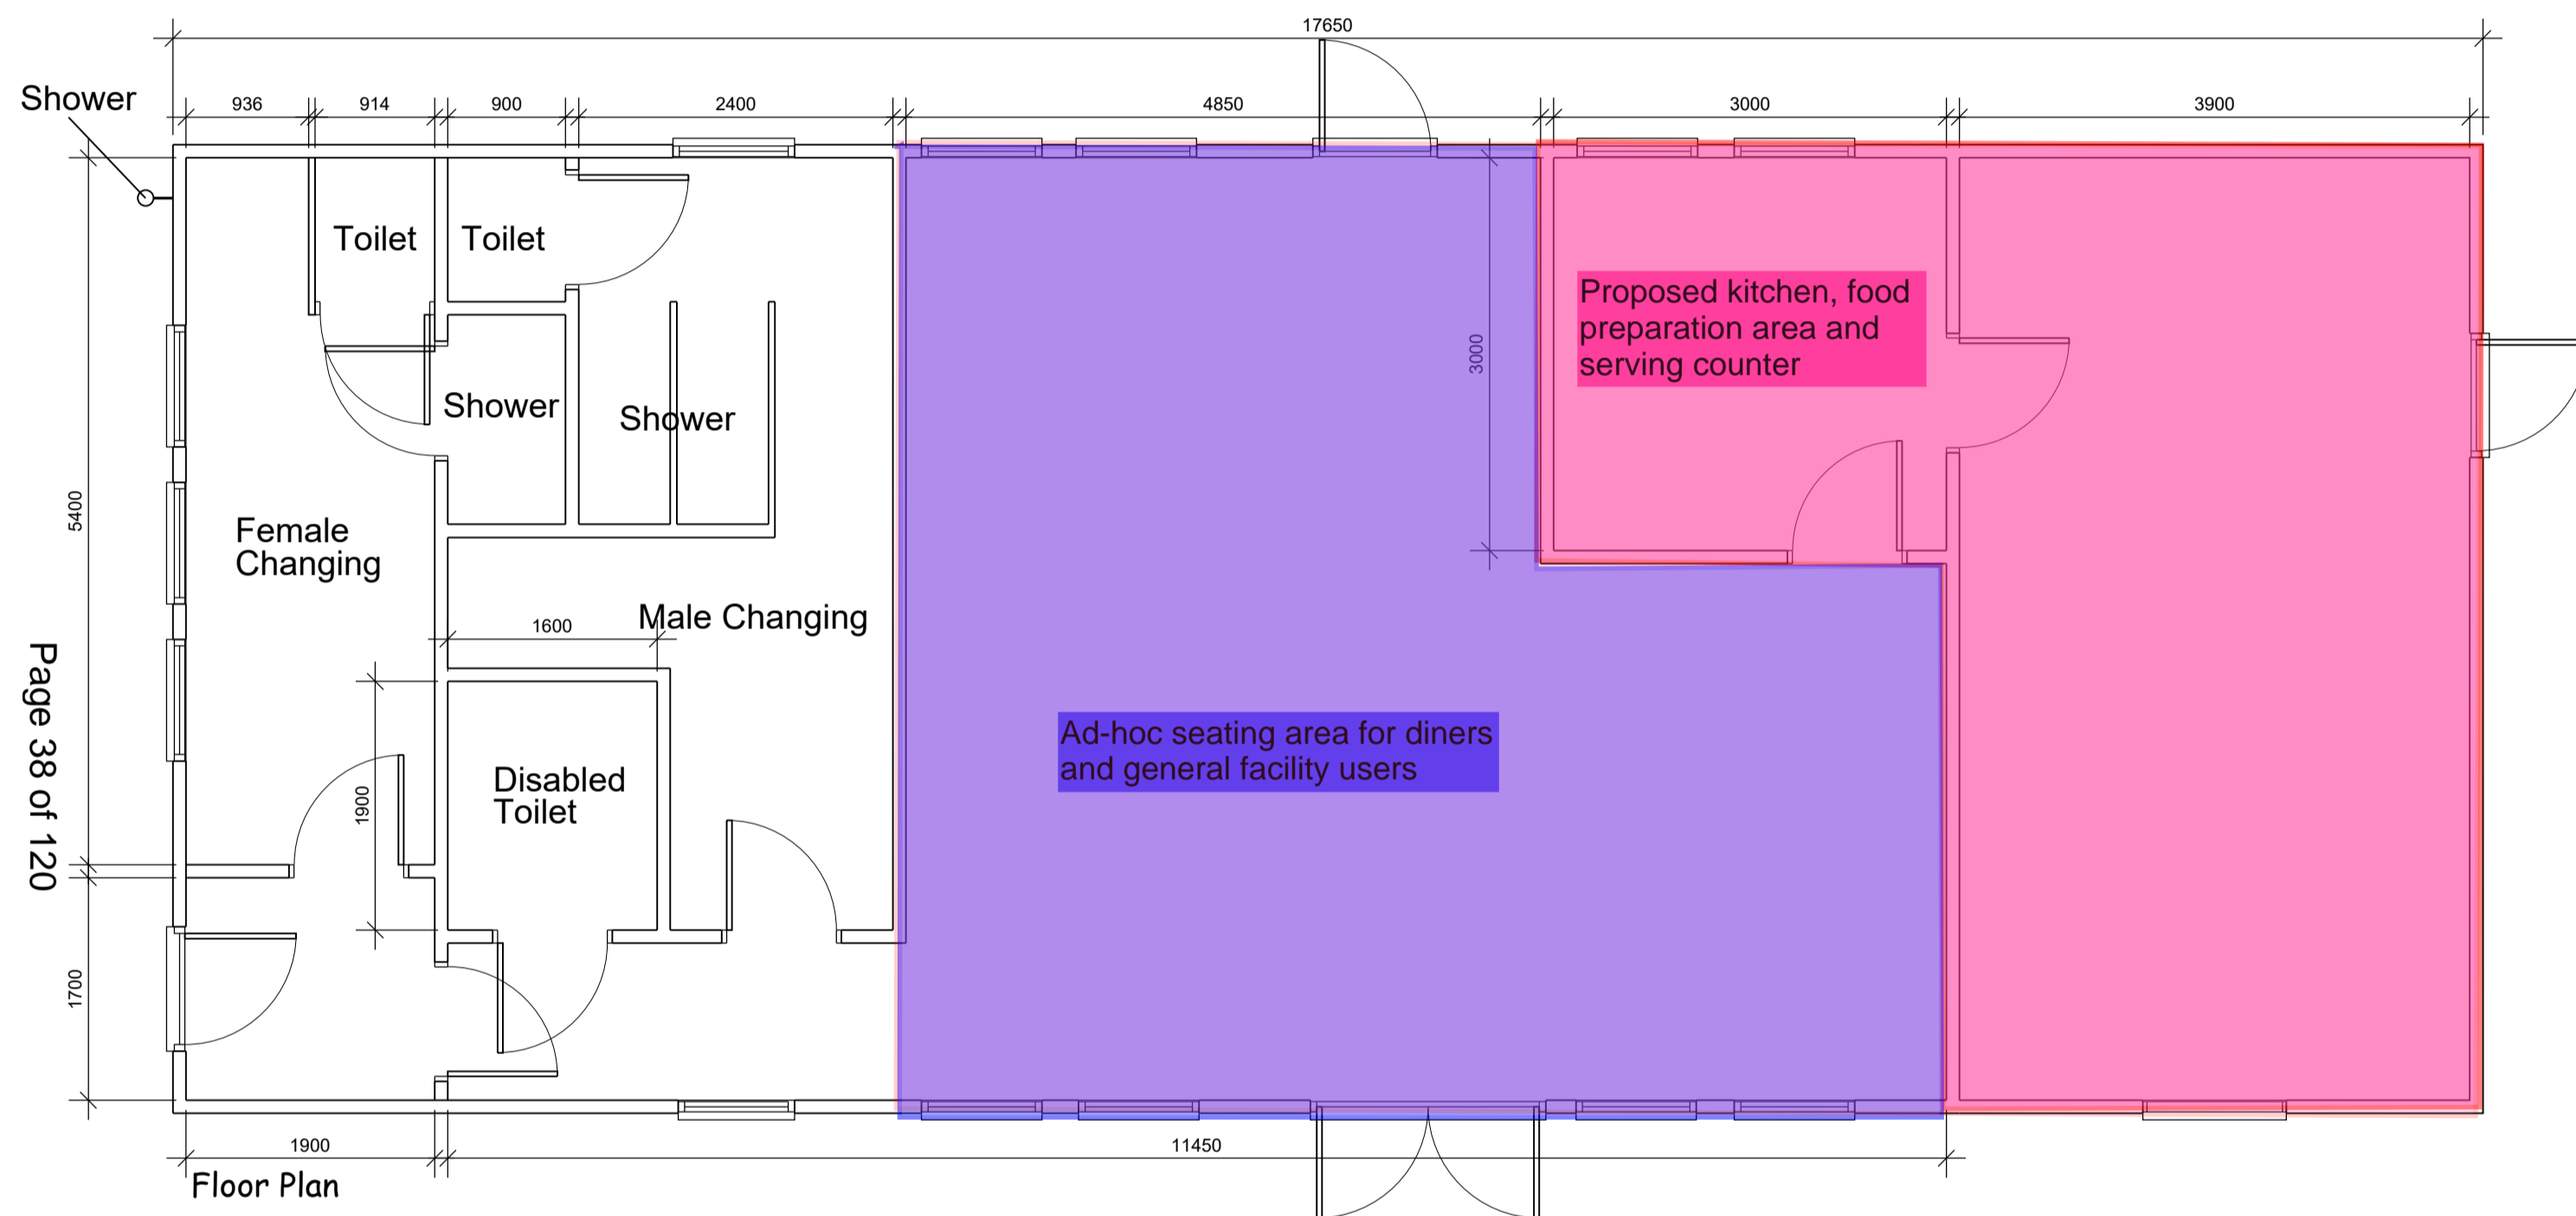 17650
Shower
936
914
900
2400
4850
3000
3900
Toilet
Toilet
Proposed kitchen, food
preparation area and
serving counter
3000
Shower
Shower
5400
Female
Changing
Male Changing
1600
Page 38 of 120
Ad-hoc seating area for diners
and general facility users
Disabled
Toilet
1900
1700
1900
11450
Floor Plan